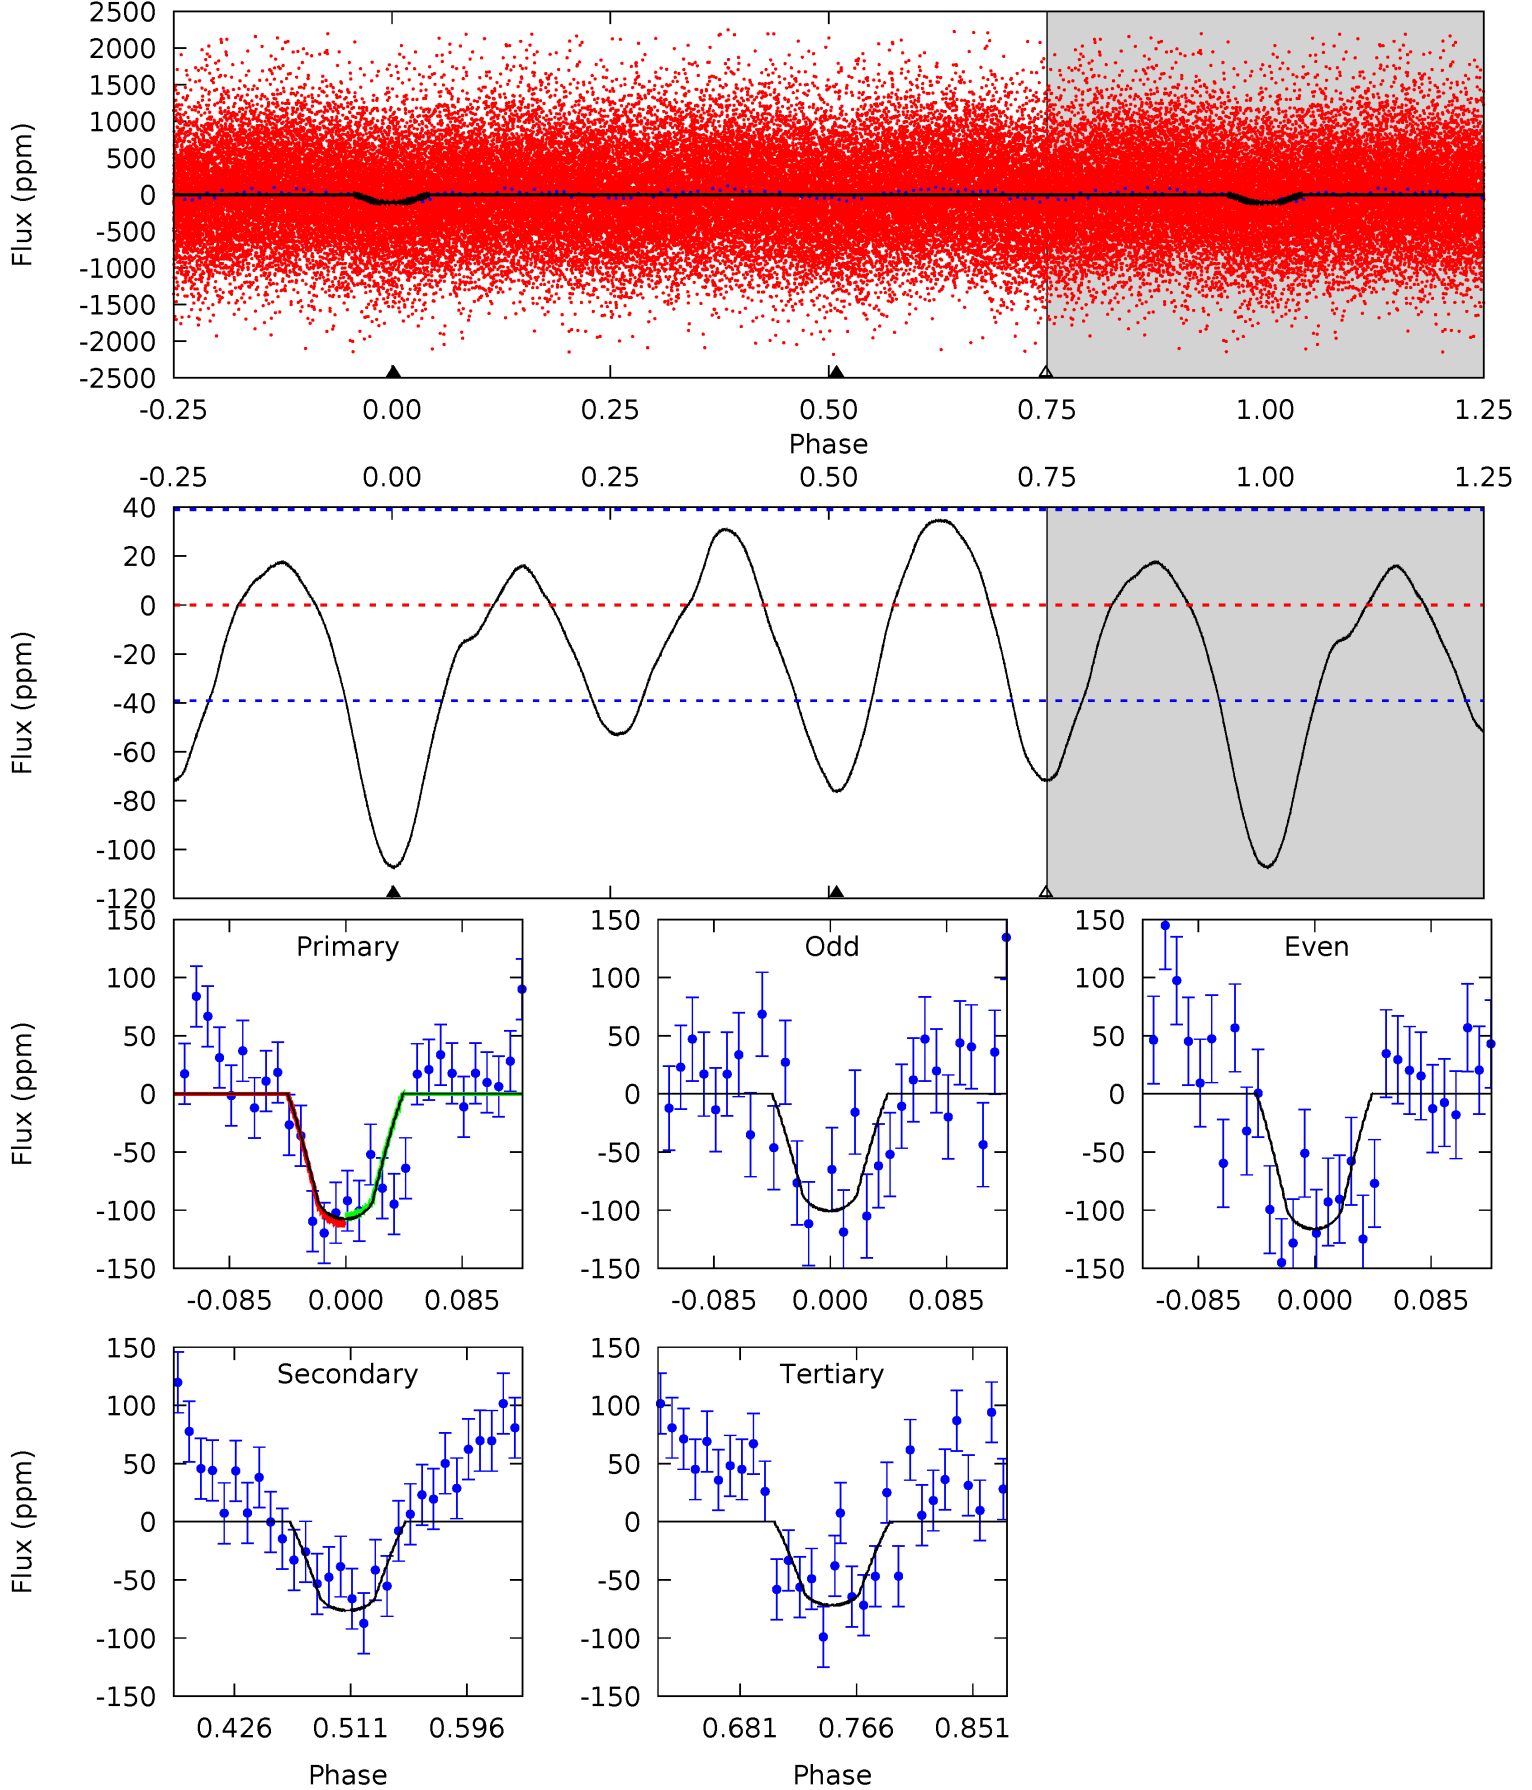 2500
2000
1500
1000
500
0
-500
-1000
-1500
-2000
-2500
Flux (ppm)
-0.25 0.00 0.25 0.50 0.75 1.00 1.25
Phase
-0.25 0.00 0.25 0.50 0.75 1.00 1.25
40
20
0
-20
-40
-60
-80
-100
-120
Flux (ppm)
Primary Odd Even
150 150 150
100 100 100
50 50 50
0 0 0
-50 -50 -50
-100 -100 -100
-150 -150 -150
Flux (ppm)
-0.085 0.000 0.085 -0.085 0.000 0.085 -0.085 0.000 0.085
Secondary Tertiary
150 150
100 100
50 50
0 0
-50 -50
-100 -100
-150 -150
Flux (ppm)
0.426 0.511 0.596 0.681 0.766 0.851
Phase Phase